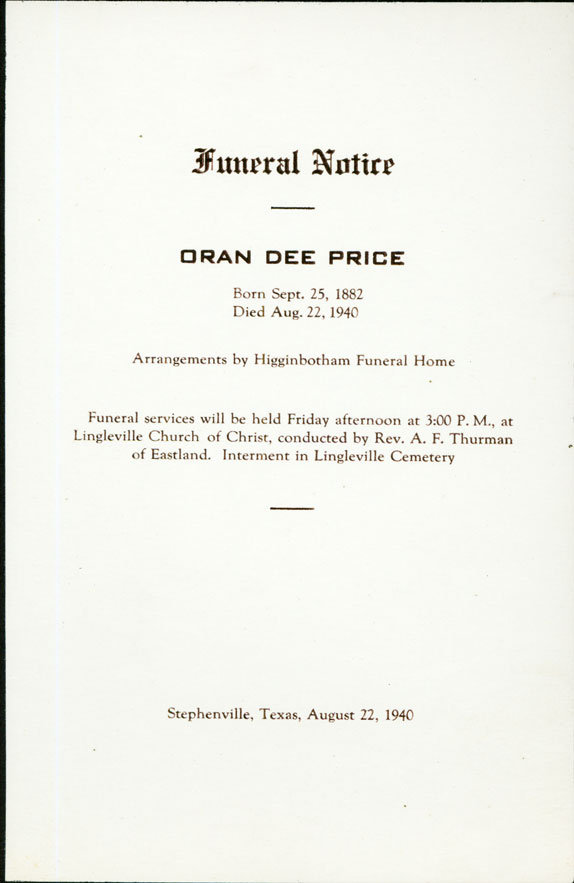 Funeral Notice
ORAN DEE PRICE
Born Sept. 25, 1882
Died Aug. 22, 1940
Arrangements by Higginbotham Funeral Home
Funeral services will be held Friday afternoon at 3:00 P. M., at
Lingleville Church of Christ, conducted by Rev. A. F. Thurman
of Eastland. Interment in Lingleville Cemetery
Stephenville, Texas, August 22, 1940